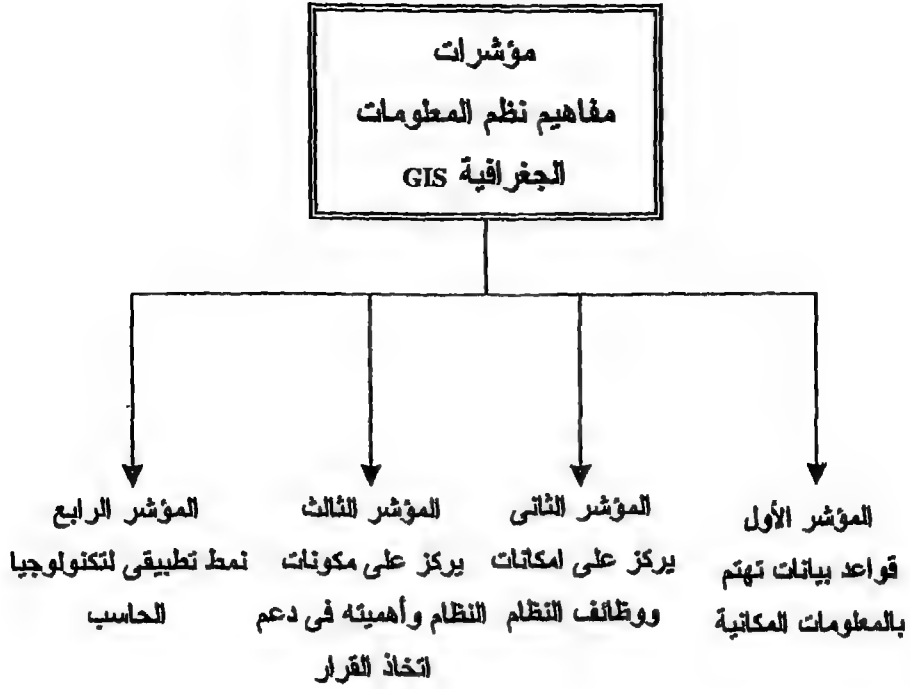 مؤشرات
مفاهيم نظم المعلومات
الجغرافية GIS
المؤشر الأول
قواعد بيانات تهتم
بالمعلومات المكانية
المؤشر الثانى
يركز على امكانات
ووظائف النظام
المؤشر الثالث
يركز على مكونات
النظام وأهميته فى دعم
اتخاذ القرار
المؤشر الرابع
نمط تطبيقى لتكنولوجيا
الحاسب